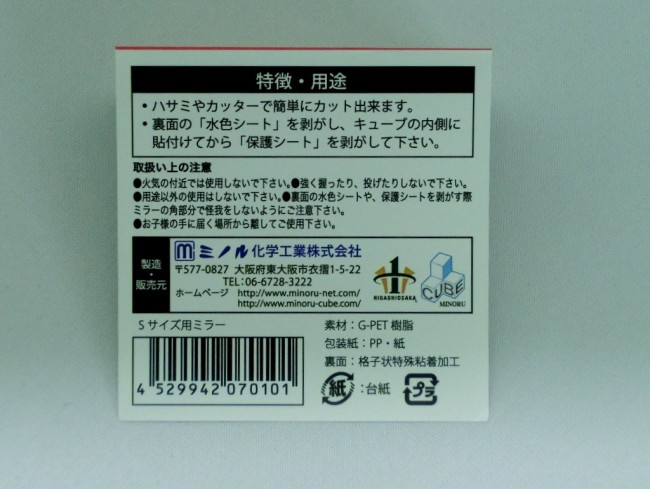 特徴・用途
・ハサミやカッターで簡単にカット出来ます。
・裏面の「水色シート」を剥がし、キューブの内側に
貼付けてから「保護シート」を剥がして下さい。
取扱い上の注意
●火気の付近では使用しないで下さい。●強く握ったり、投げたりしないで下さい。
●用途以外の使用はしないで下さい。●裏面の水色シートや、保護シートを剥がす際
ミラーの角部分で怪我をしないようにご注意下さい。
●お子様の手に届く場所から離してご使用下さい。
製造・販売元
m ミノル化学工業株式会社
〒577-0827 大阪府東大阪市衣摺1-5-22
TEL:06-6728-3222
ホームページ http://www.minoru-net.com/
http://www.minoru-cube.com/
1
HIGASHIOSAKA
CUBE
MINORU
Sサイズ用ミラー
4 529942 070101
素材:G-PET樹脂
包装紙:PP・紙
裏面:格子状特殊粘着加工
紙:台紙 プラ